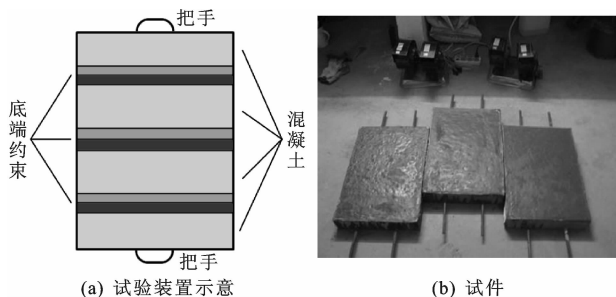 把手
底端约束
混凝土
把手
(a) 试验装置示意
(b) 试件